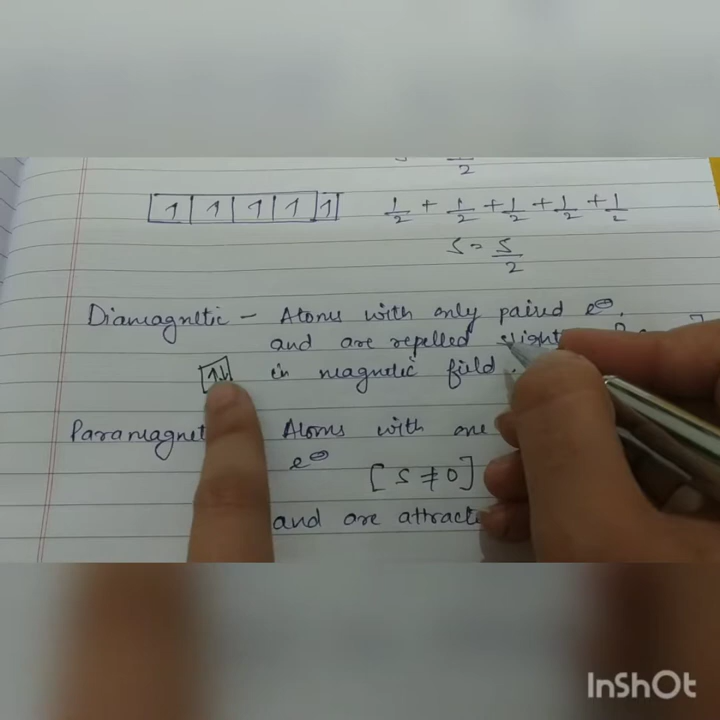 2
1 1 1 1 1 1/2 + 1/2 + 1/2 + 1/2 + 1/2
S = 5/2
Diamagnetic – Atoms with only paired e⊖.
and are repelled slight
↑↓ in magnetic field.
Paramagnet Atoms with one
e⊖ [S ≠ 0]
and are attract
InShOt